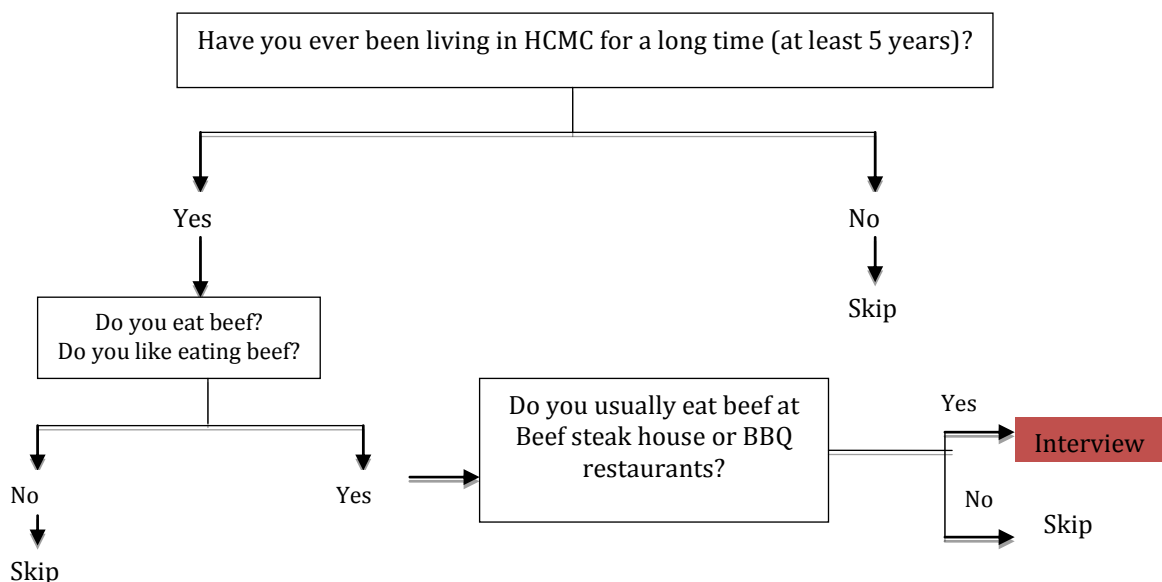 Have you ever been living in HCMC for a long time (at least 5 years)?
Yes
No
Skip
Do you eat beef?
Do you like eating beef?
Do you usually eat beef at
Beef steak house or BBQ
restaurants?
Yes
Interview
No
Skip
No
Yes
Skip